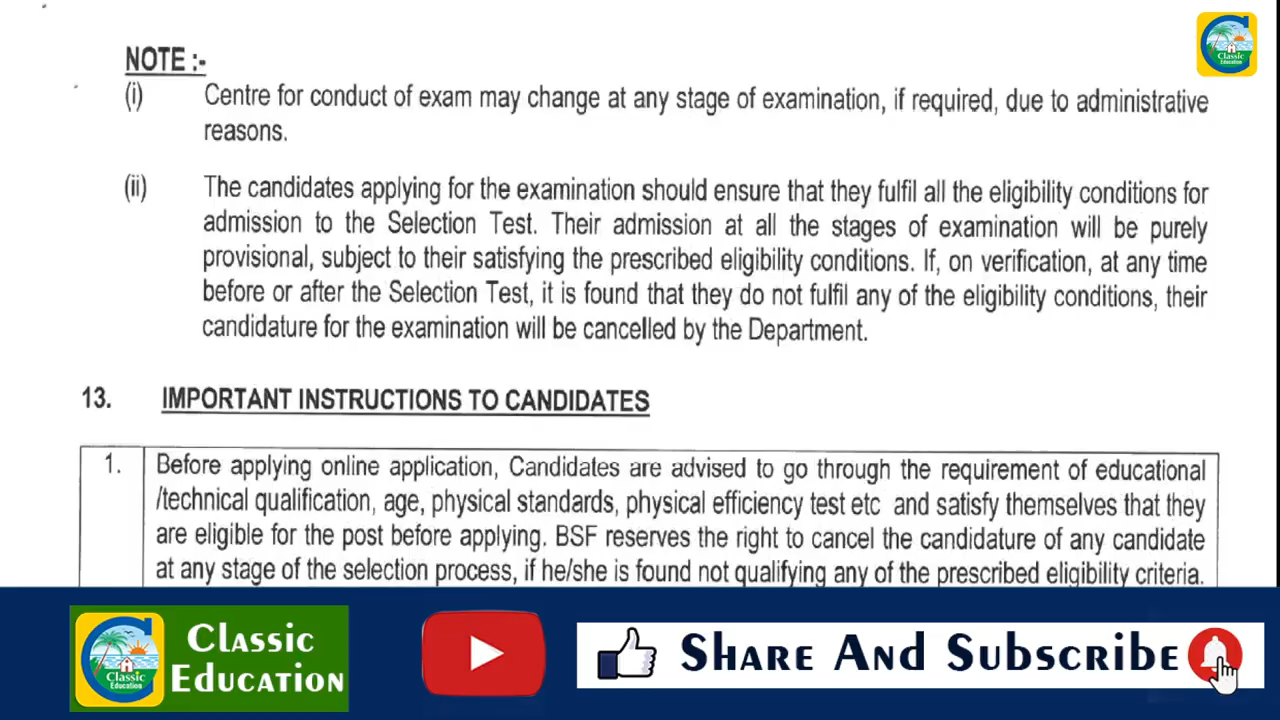 Classic
Education
NOTE :-
(i) Centre for conduct of exam may change at any stage of examination, if required, due to administrative
reasons.
(ii) The candidates applying for the examination should ensure that they fulfil all the eligibility conditions for
admission to the Selection Test. Their admission at all the stages of examination will be purely
provisional, subject to their satisfying the prescribed eligibility conditions. If, on verification, at any time
before or after the Selection Test, it is found that they do not fulfil any of the eligibility conditions, their
candidature for the examination will be cancelled by the Department.
13. IMPORTANT INSTRUCTIONS TO CANDIDATES
1. Before applying online application, Candidates are advised to go through the requirement of educational
/technical qualification, age, physical standards, physical efficiency test etc and satisfy themselves that they
are eligible for the post before applying. BSF reserves the right to cancel the candidature of any candidate
at any stage of the selection process, if he/she is found not qualifying any of the prescribed eligibility criteria.
Classic
Education
Classic
Education
Share And Subscribe